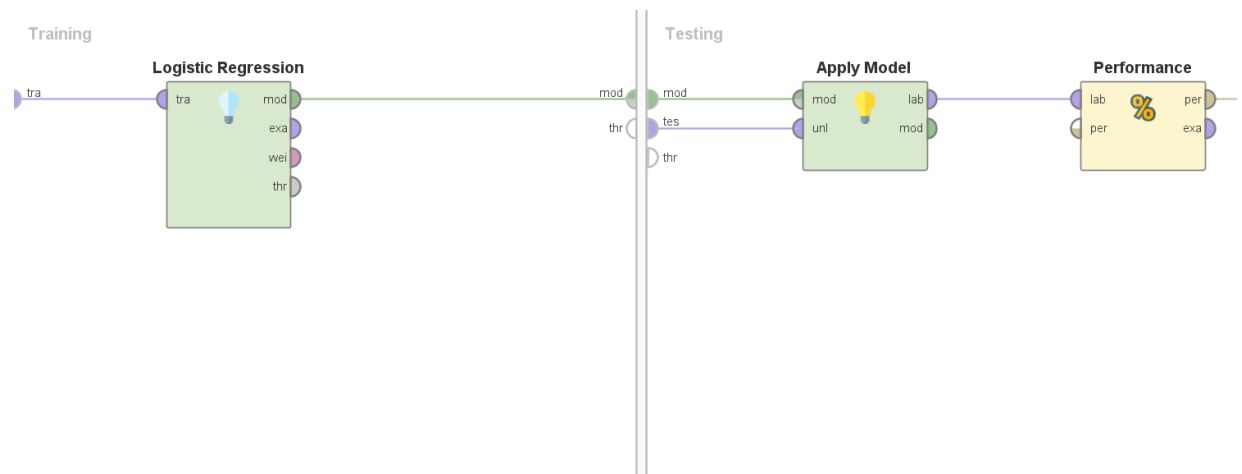 Training
Testing
Logistic Regression
Apply Model
Performance
tra
tra
mod
mod
mod
mod
lab
lab
per
exa
thr
tes
unl
mod
per
exa
wei
thr
thr
%